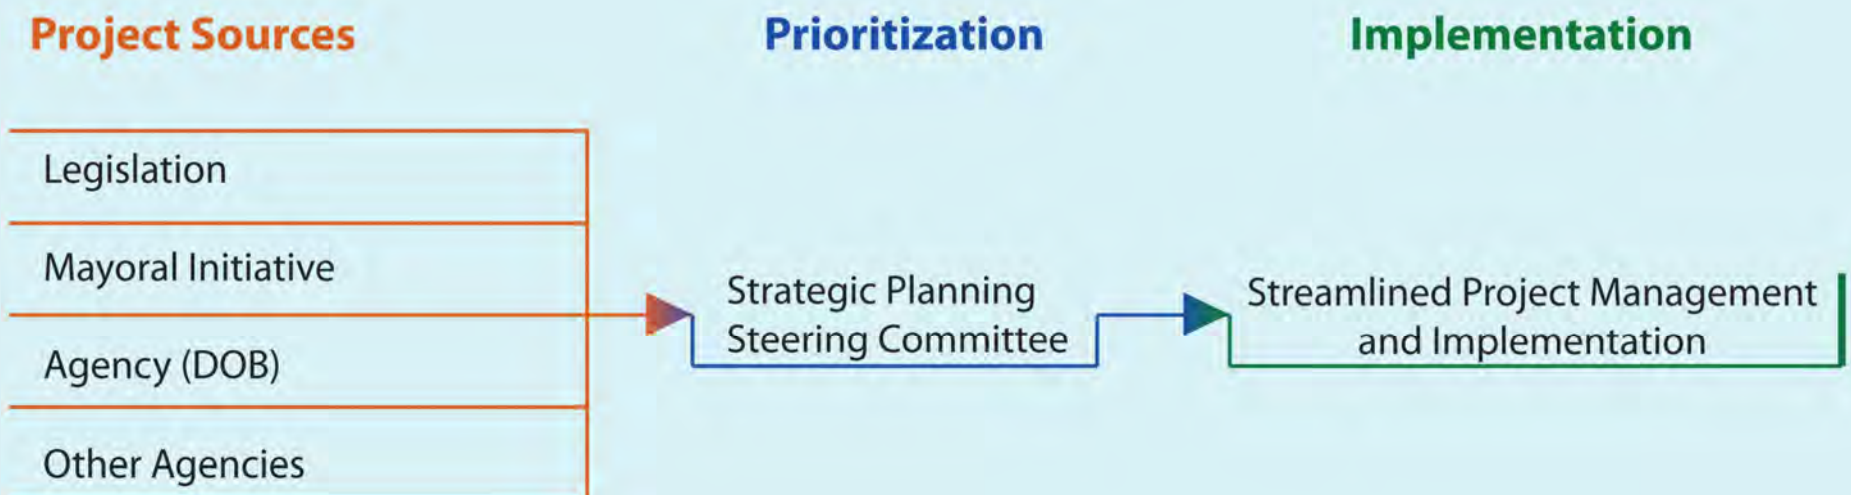 Project Sources
Prioritization
Implementation
Legislation
Mayoral Initiative
Agency (DOB)
Other Agencies
Strategic Planning
Steering Committee
Streamlined Project Management
and Implementation